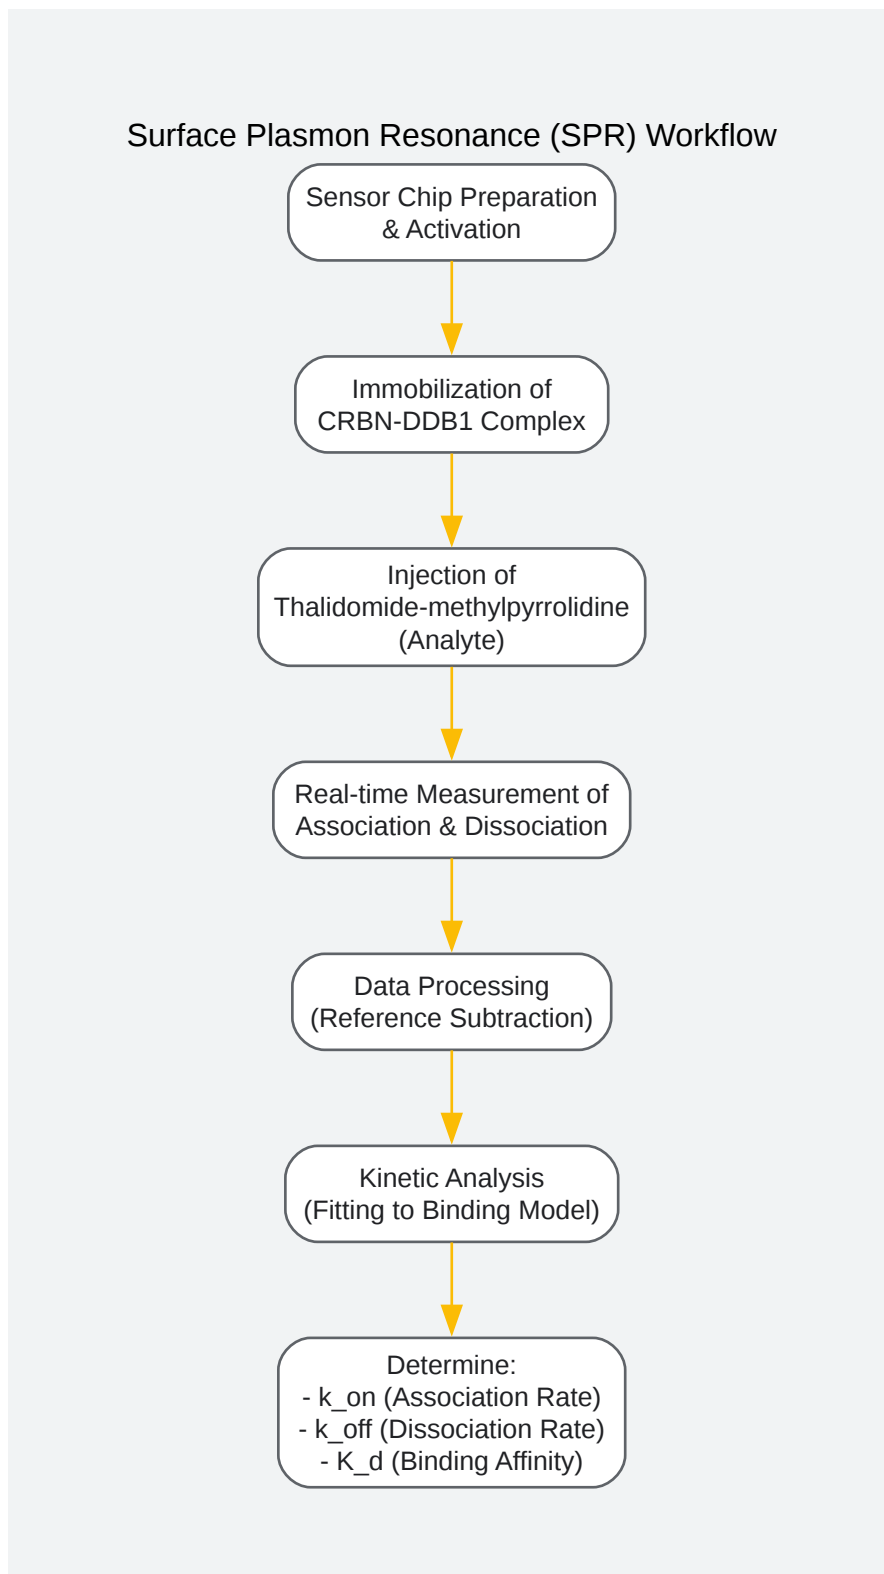 Surface Plasmon Resonance (SPR) Workflow
Sensor Chip Preparation
& Activation
Immobilization of
CRBN-DDB1 Complex
Injection of
Thalidomide-methylpyrrolidine
(Analyte)
Real-time Measurement of
Association & Dissociation
Data Processing
(Reference Subtraction)
Kinetic Analysis
(Fitting to Binding Model)
Determine:
- k_on (Association Rate)
- k_off (Dissociation Rate)
- K_d (Binding Affinity)